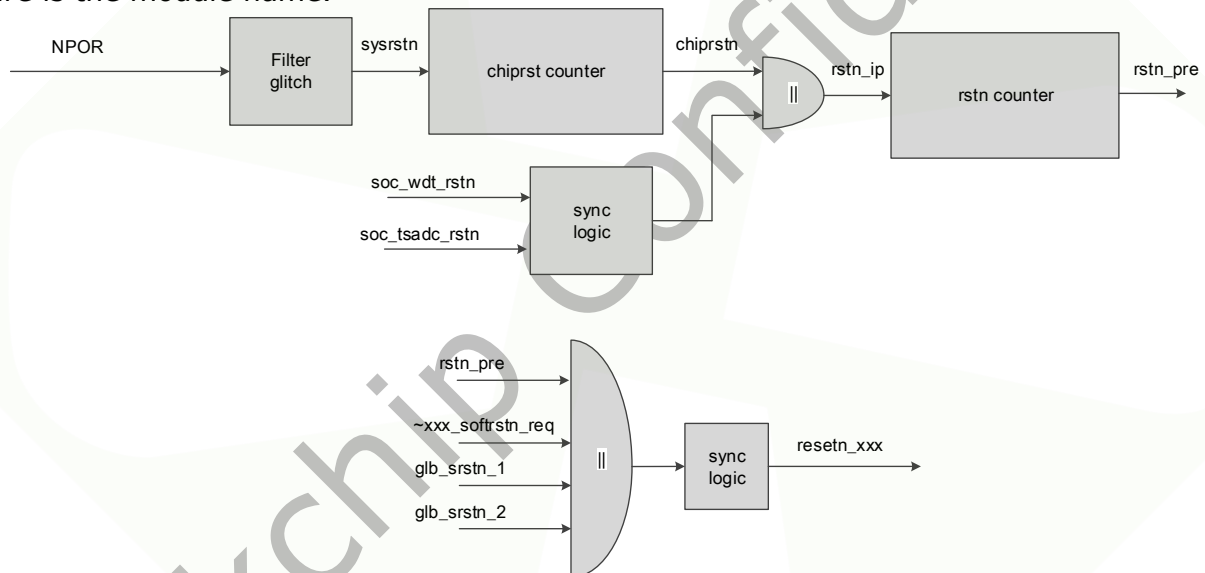 NPOR
Filter
glitch
sysrstn
chiprst counter
chiprstn
||
rstn_ip
rstn counter
rstn_pre
soc_wdt_rstn
soc_tsadc_rstn
sync
logic
rstn_pre
~xxx_softrstn_req
glb_srstn_1
glb_srstn_2
||
sync
logic
resetn_xxx